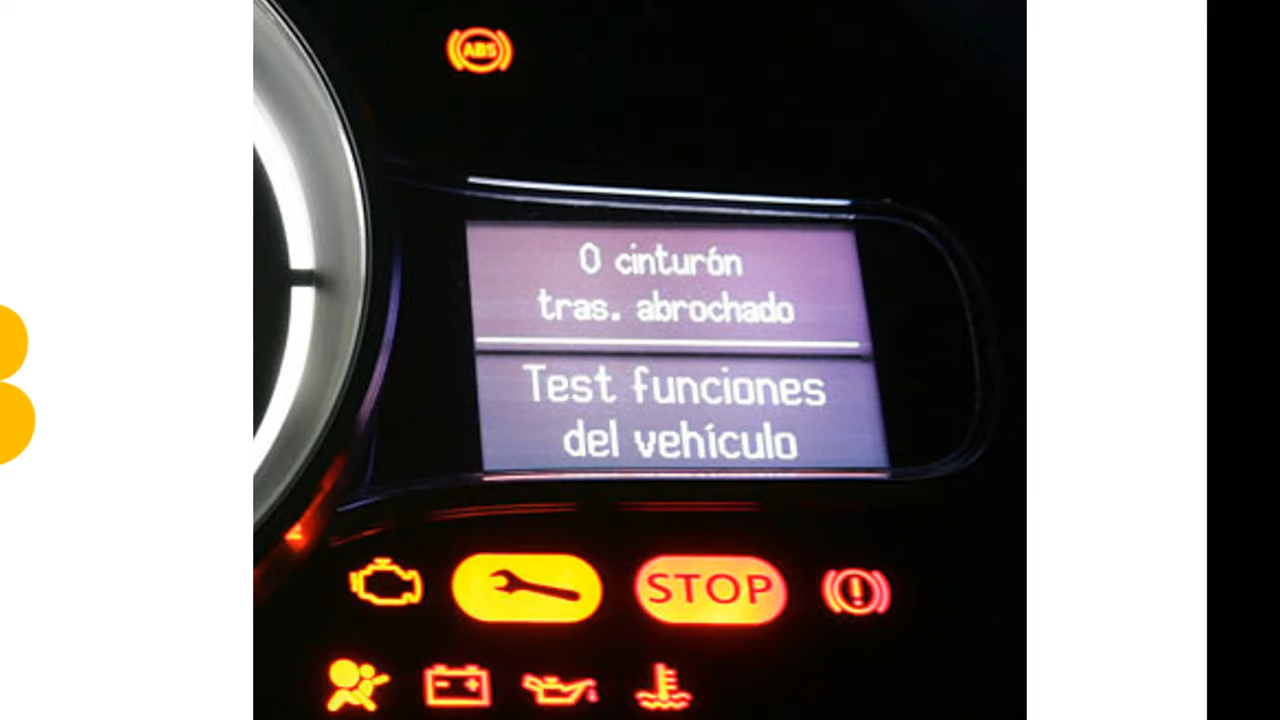 ABS
0 cinturón
tras. abrochado
Test funciones
del vehículo
STOP